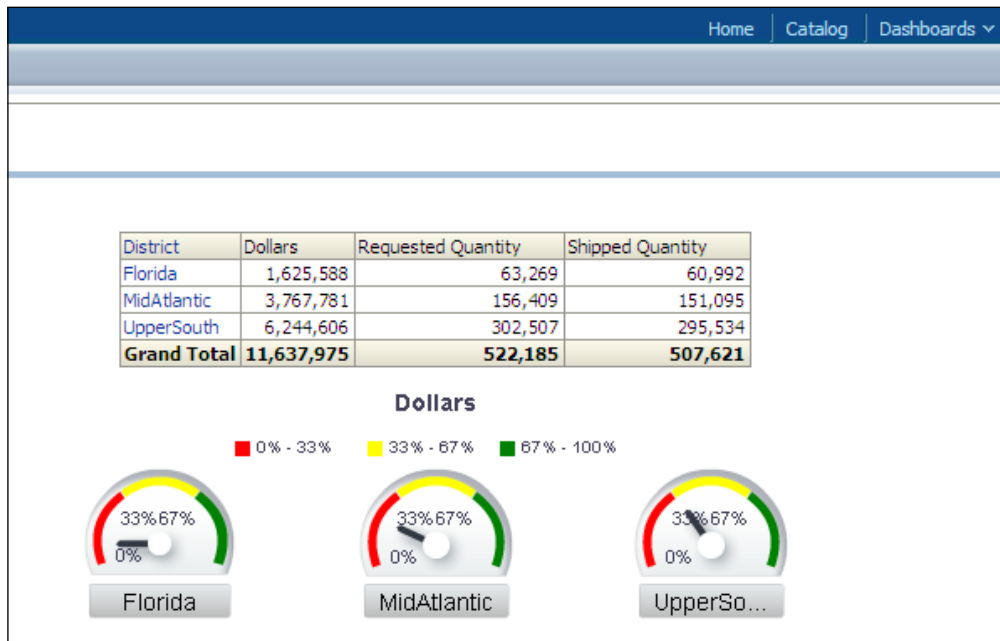 Home Catalog Dashboards
District Dollars Requested Quantity Shipped Quantity
Florida 1,625,588 63,269 60,992
MidAtlantic 3,767,781 156,409 151,095
UpperSouth 6,244,606 302,507 295,534
Grand Total 11,637,975 522,185 507,621
Dollars
0% - 33% 33% - 67% 67% - 100%
33% 67% 33% 67% 33% 67%
0% 0% 0%
Florida MidAtlantic UpperSo...